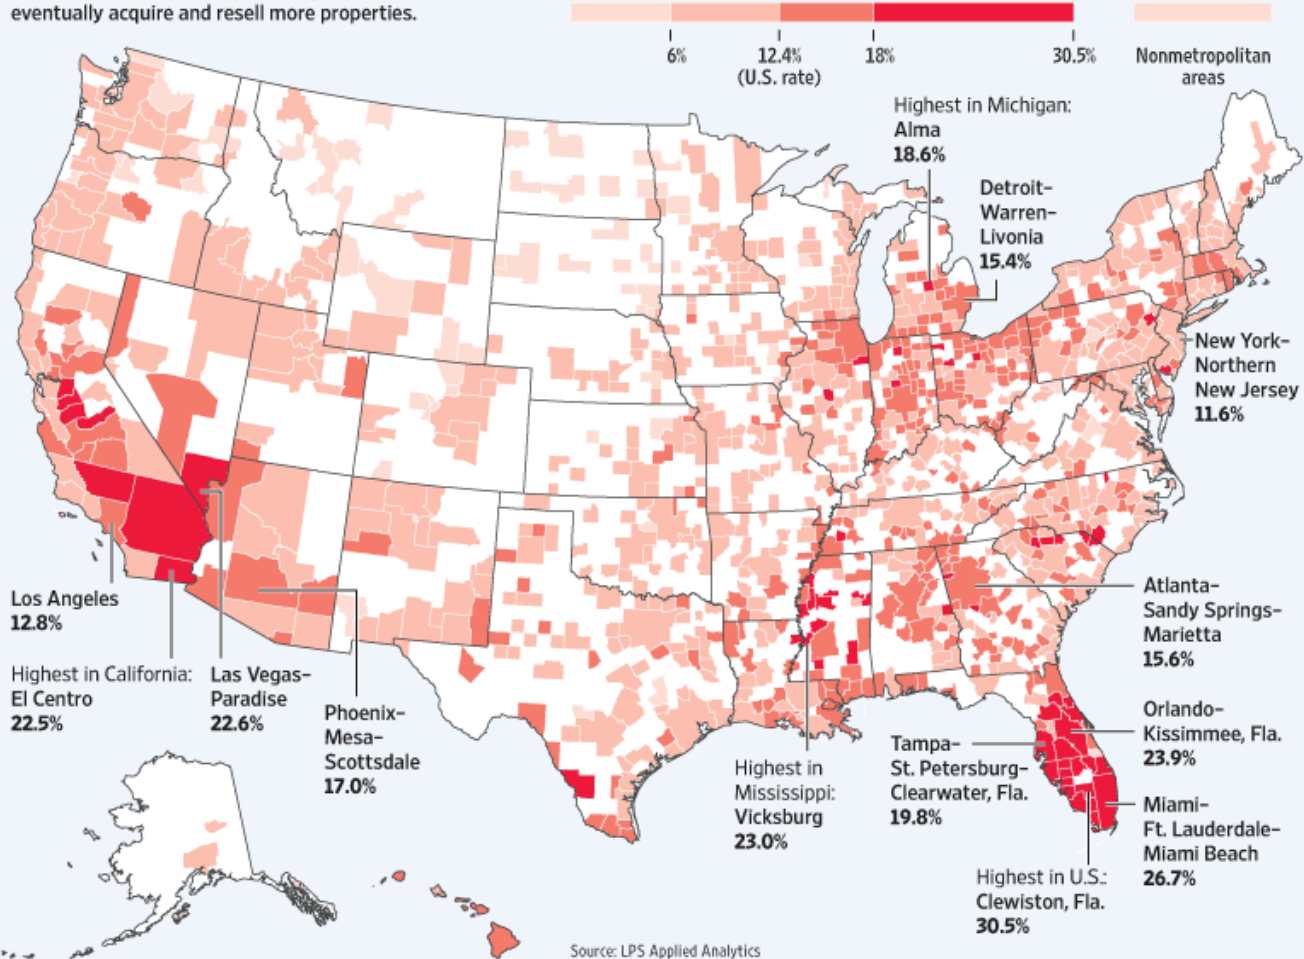 eventually acquire and resell more properties.
6%
12.4%
(U.S. rate)
18%
30.5%
Nonmetropolitan
areas
Highest in Michigan:
Alma
18.6%
Detroit–
Warren–
Livonia
15.4%
New York–
Northern
New Jersey
11.6%
Atlanta–
Sandy Springs–
Marietta
15.6%
Los Angeles
12.8%
Highest in California:
El Centro
22.5%
Las Vegas–
Paradise
22.6%
Phoenix–
Mesa–
Scottsdale
17.0%
Highest in
Mississippi:
Vicksburg
23.0%
Tampa–
St. Petersburg–
Clearwater, Fla.
19.8%
Orlando–
Kissimmee, Fla.
23.9%
Miami–
Ft. Lauderdale–
Miami Beach
26.7%
Highest in U.S.:
Clewiston, Fla.
30.5%
Source: LPS Applied Analytics